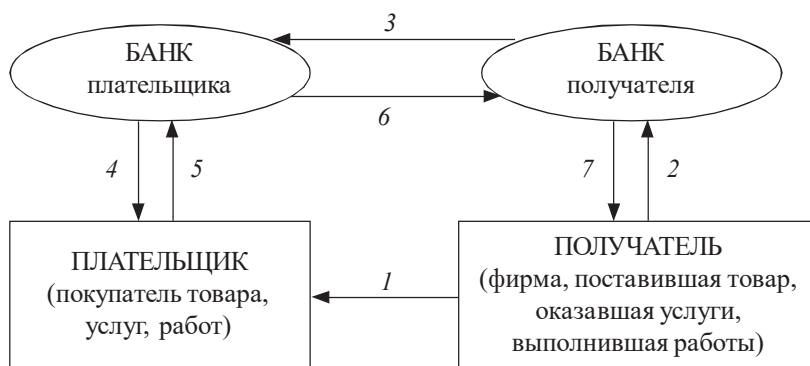 3
БАНК
плательщика
БАНК
получателя
6
4
5
7
2
ПЛАТЕЛЬЩИК
(покупатель товара,
услуг, работ)
1
ПОЛУЧАТЕЛЬ
(фирма, поставившая товар,
оказавшая услуги,
выполнившая работы)